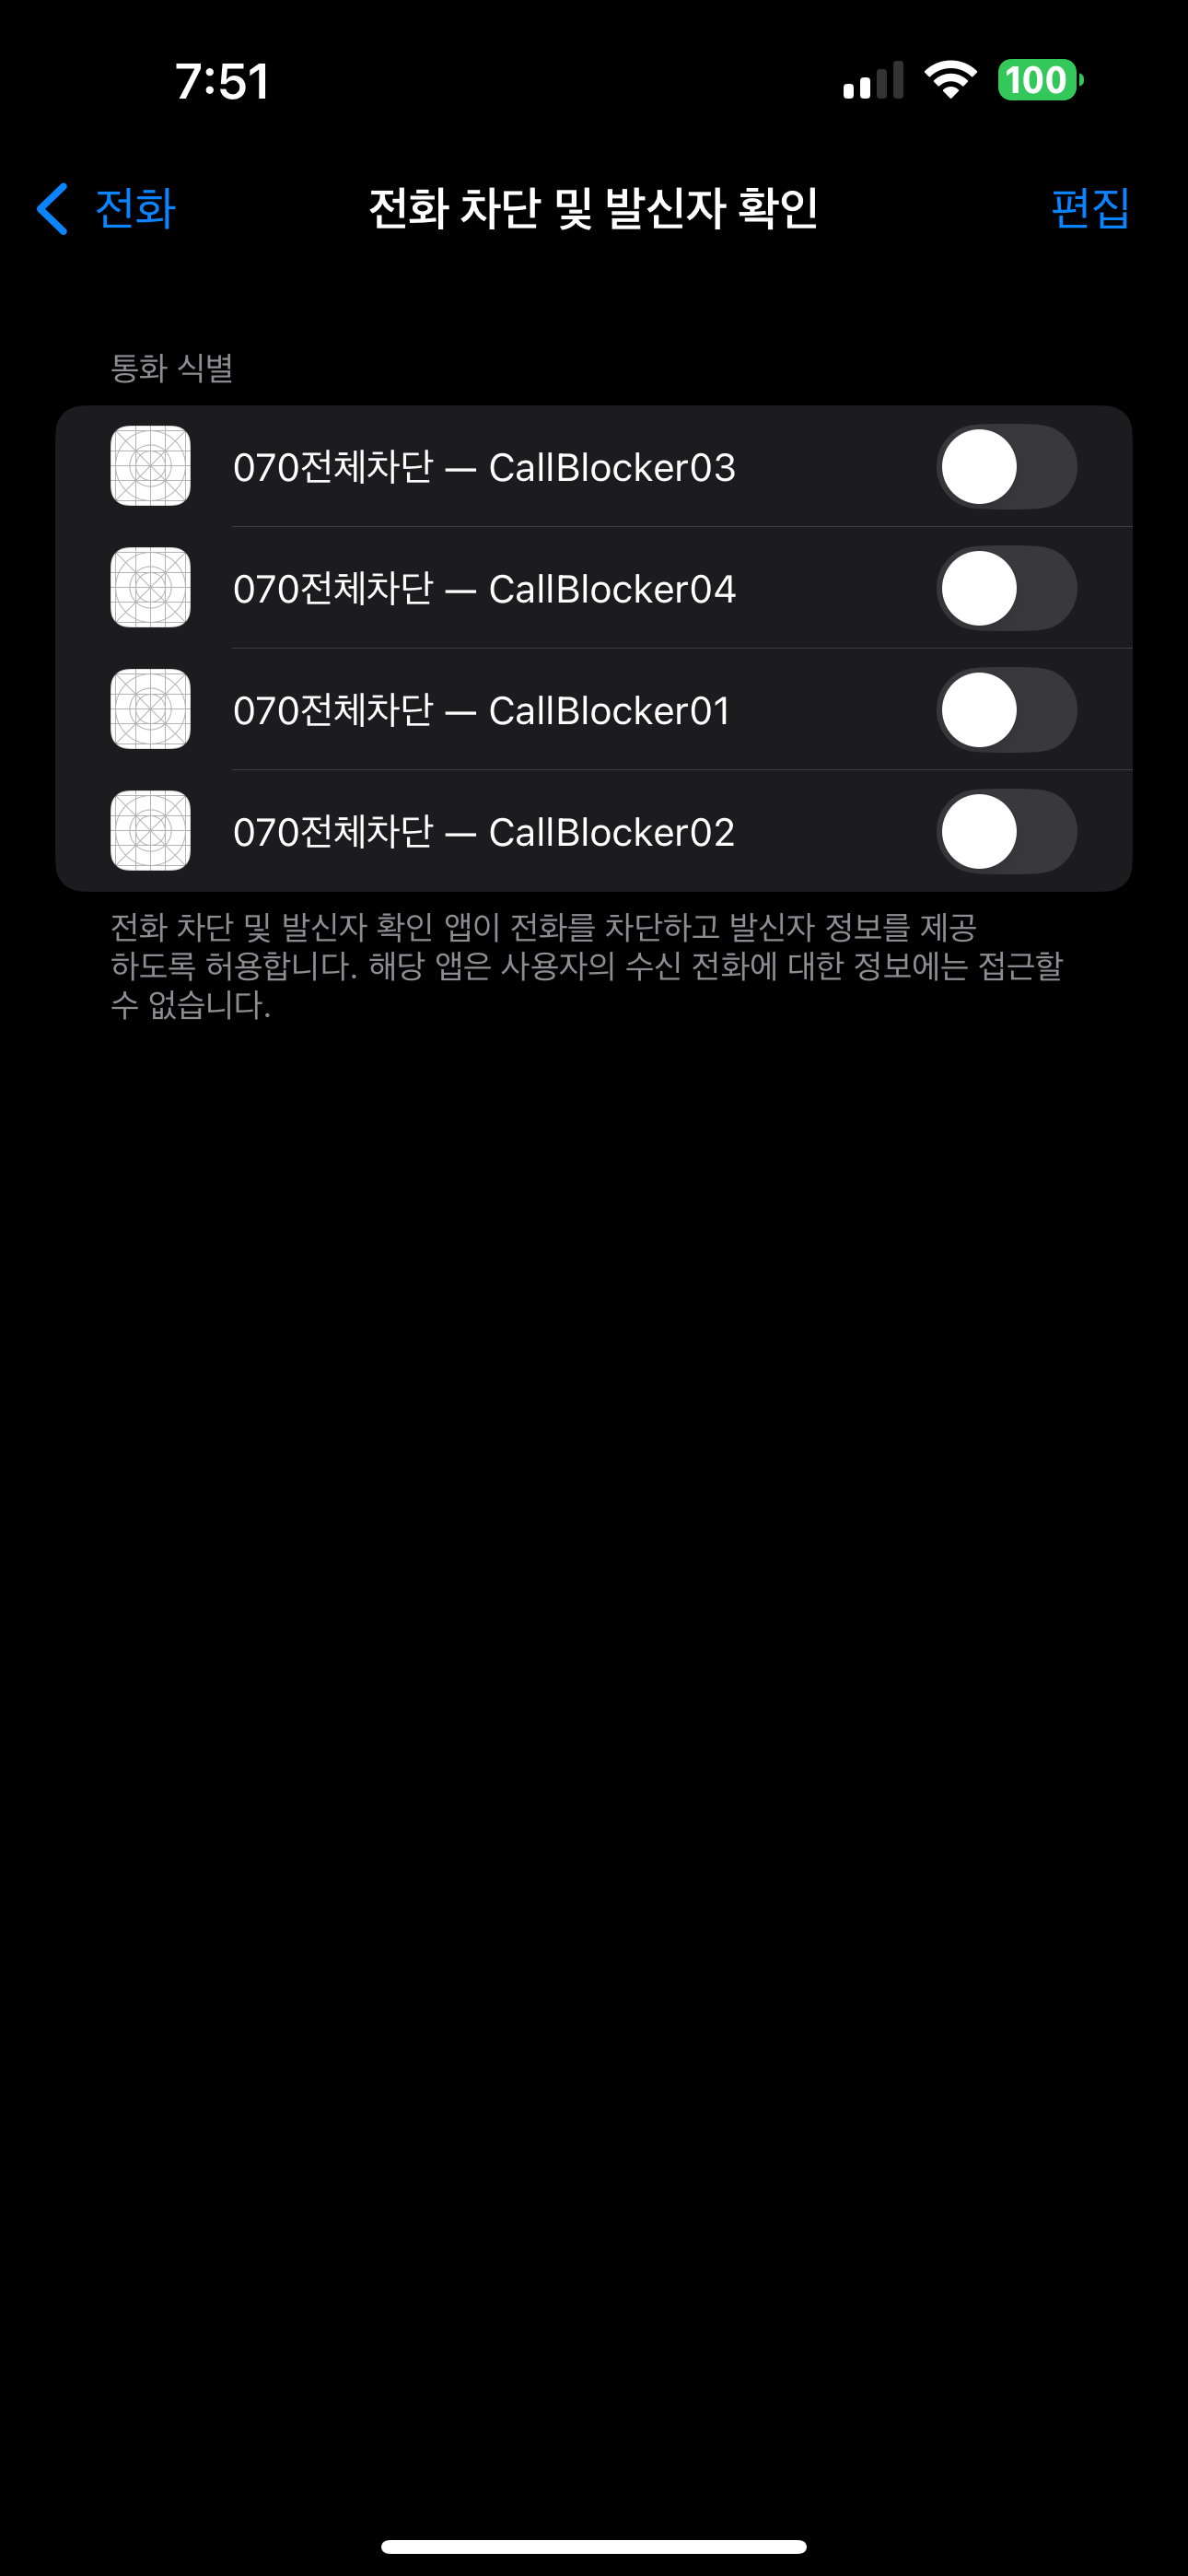 7:51
100
전화
전화 차단 및 발신자 확인
편집
통화 식별
070전체차단 — CallBlocker03
070전체차단 — CallBlocker04
070전체차단 — CallBlocker01
070전체차단 — CallBlocker02
전화 차단 및 발신자 확인 앱이 전화를 차단하고 발신자 정보를 제공
하도록 허용합니다. 해당 앱은 사용자의 수신 전화에 대한 정보에는 접근할
수 없습니다.